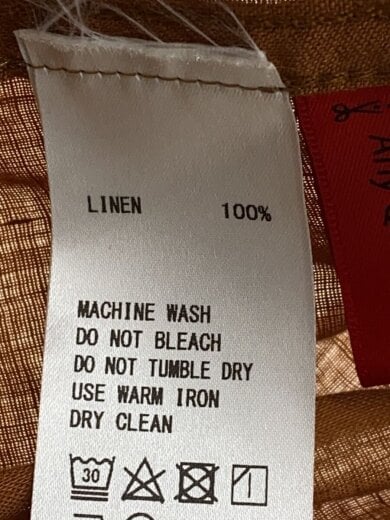 LINEN 100%
MACHINE WASH
DO NOT BLEACH
DO NOT TUMBLE DRY
USE WARM IRON
DRY CLEAN
30